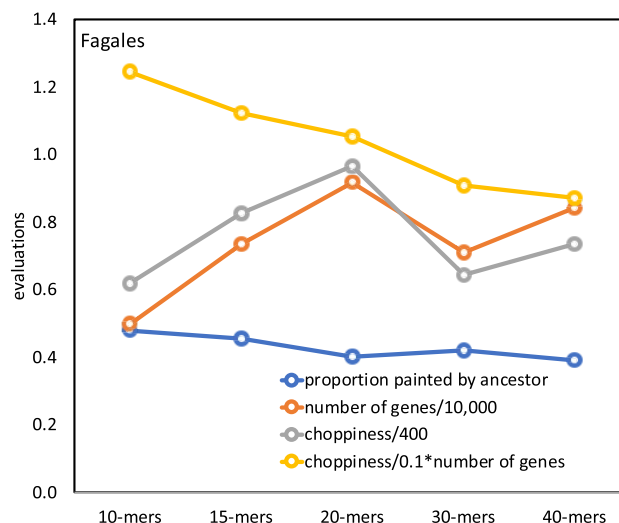 Fagales
1.4
1.2
1.0
0.8
0.6
0.4
0.2
0.0
evaluations
proportion painted by ancestor
number of genes/10,000
choppiness/400
choppiness/0.1*number of genes
10-mers 15-mers 20-mers 30-mers 40-mers